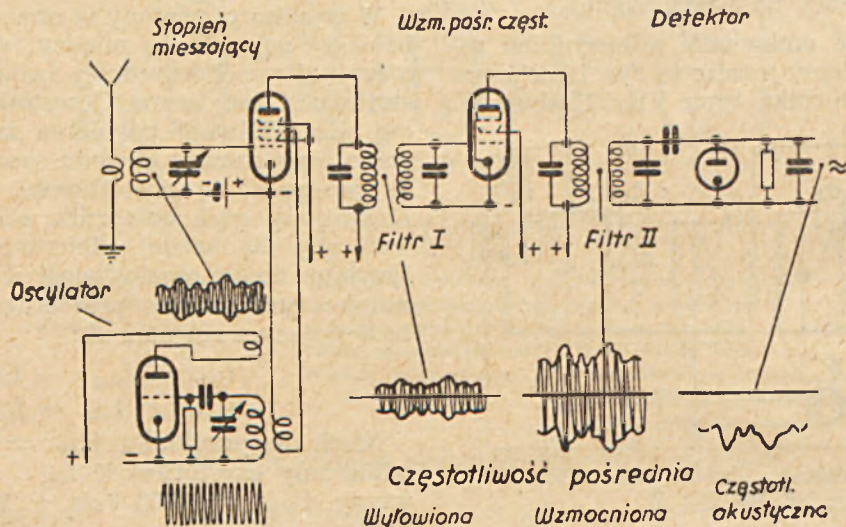 Stopień
mieszający
Wzm. pośr. częst.
Detektor
- + -
+ + +
Filtr I
+ +
Filtr II
≈
Oscylator
+ -
Częstotliwość pośrednia
Wyłowiona
Wzmocniona
Częstotl.
akustyczna